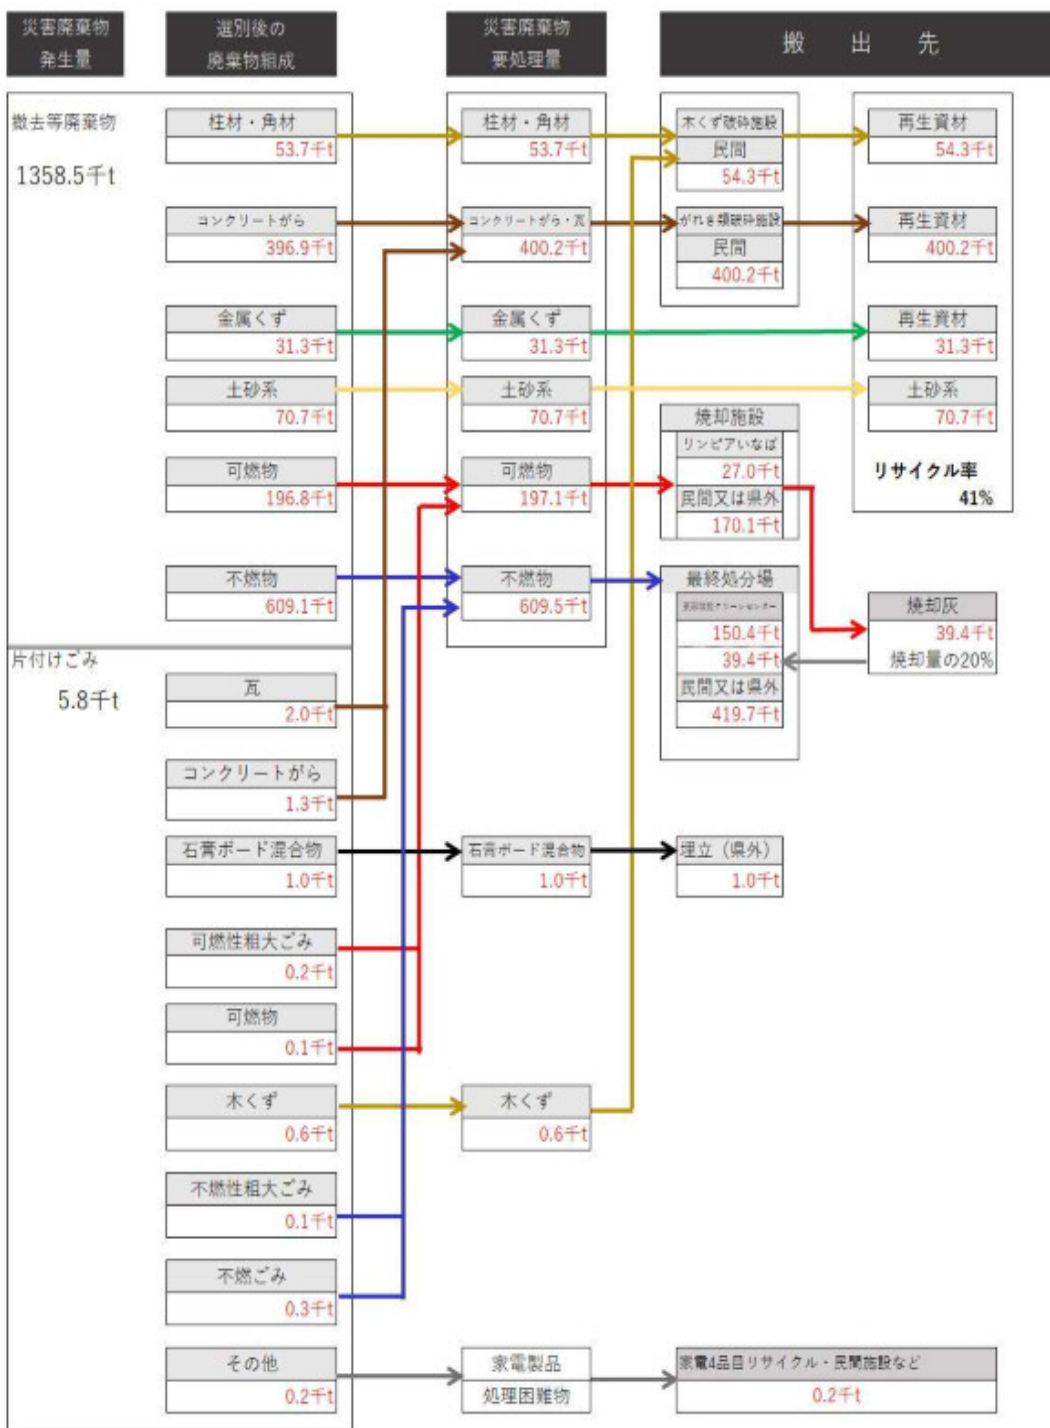 災害廃棄物
発生量
選別後の
廃棄物組成
災害廃棄物
要処理量
搬出先
撤去等廃棄物
1358.5千t
柱材・角材
53.7千t
柱材・角材
53.7千t
木くず破砕施設
民間
54.3千t
再生資材
54.3千t
コンクリートがら
396.9千t
コンクリートがら・瓦
400.2千t
がれき類破砕施設
民間
400.2千t
再生資材
400.2千t
金属くず
31.3千t
金属くず
31.3千t
再生資材
31.3千t
土砂系
70.7千t
土砂系
70.7千t
土砂系
70.7千t
可燃物
196.8千t
可燃物
197.1千t
焼却施設
リンピアいなば
27.0千t
民間又は県外
170.1千t
リサイクル率
41%
不燃物
609.1千t
不燃物
609.5千t
最終処分場
クリーンセンター
150.4千t
39.4千t
民間又は県外
419.7千t
焼却灰
39.4千t
焼却量の20%
片付けごみ
5.8千t
瓦
2.0千t
コンクリートがら
1.3千t
石膏ボード混合物
1.0千t
石膏ボード混合物
1.0千t
埋立（県外）
1.0千t
可燃性粗大ごみ
0.2千t
可燃物
0.1千t
木くず
0.6千t
木くず
0.6千t
不燃性粗大ごみ
0.1千t
不燃ごみ
0.3千t
その他
0.2千t
家電製品
処理困難物
家電4品目リサイクル・民間施設など
0.2千t